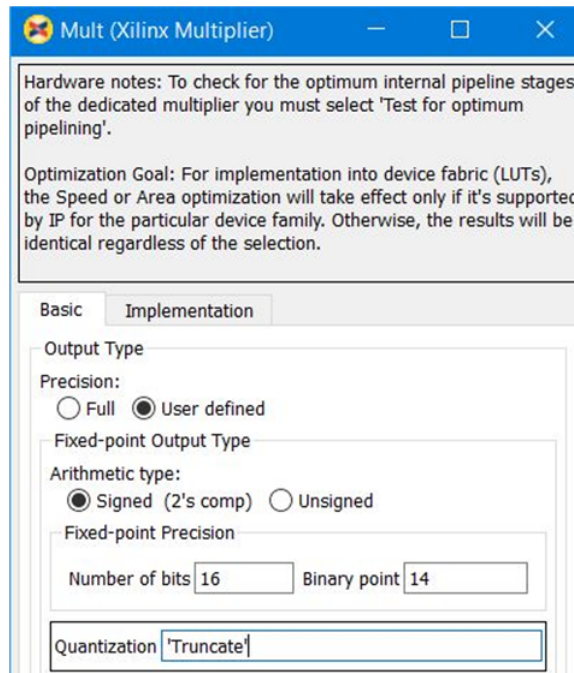 Mult (Xilinx Multiplier)
Hardware notes: To check for the optimum internal pipeline stages
of the dedicated multiplier you must select 'Test for optimum
pipelining'.
Optimization Goal: For implementation into device fabric (LUTs),
the Speed or Area optimization will take effect only if it's supported
by IP for the particular device family. Otherwise, the results will be
identical regardless of the selection.
Basic Implementation
Output Type
Precision:
Full User defined
Fixed-point Output Type
Arithmetic type:
Signed (2's comp) Unsigned
Fixed-point Precision
Number of bits 16 Binary point 14
Quantization 'Truncate'